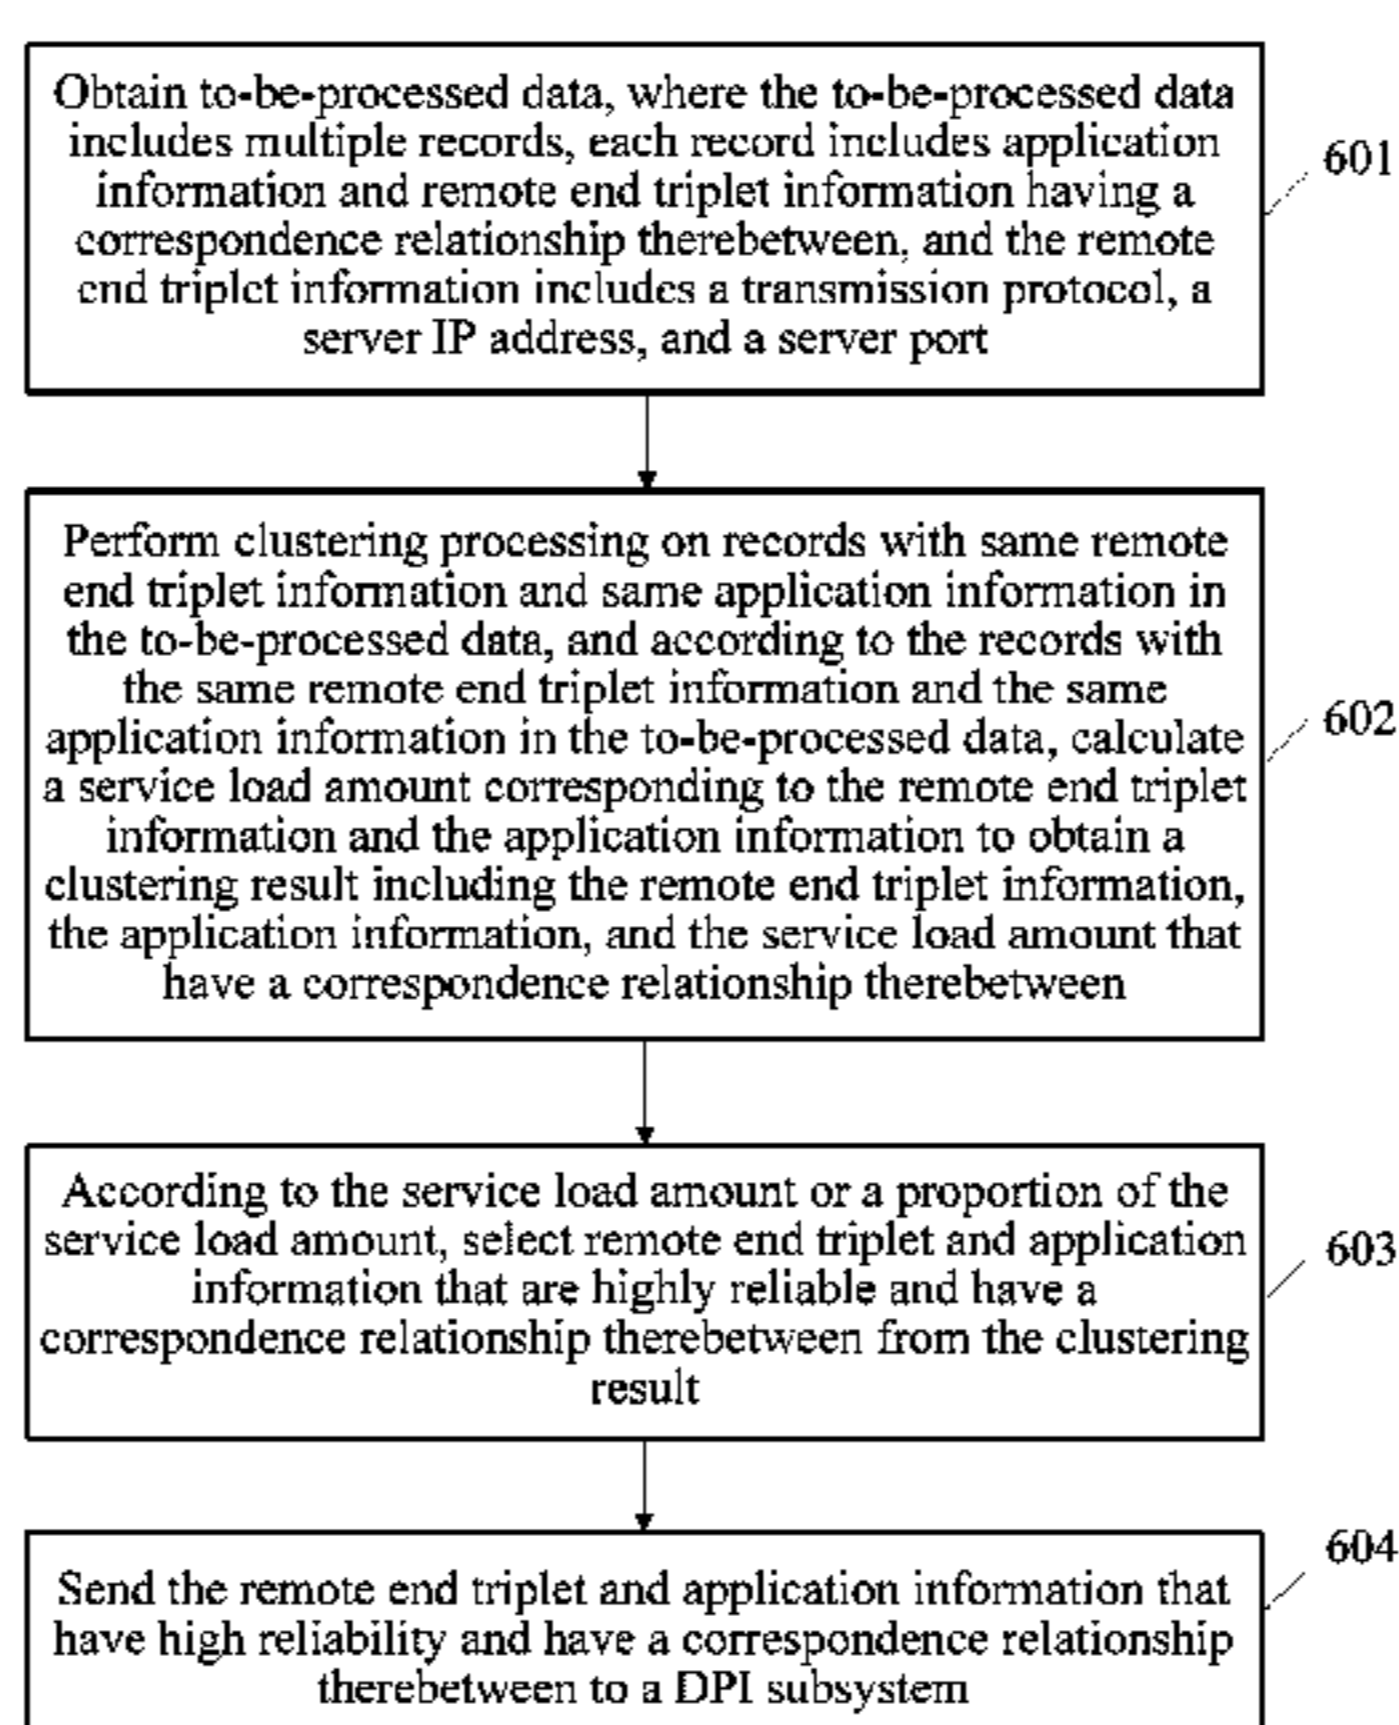 Obtain to-be-processed data, where the to-be-processed data
includes multiple records, each record includes application
information and remote end triplet information having a
correspondence relationship therebetween, and the remote
end triplet information includes a transmission protocol, a
server IP address, and a server port
601
Perform clustering processing on records with same remote
end triplet information and same application information in
the to-be-processed data, and according to the records with
the same remote end triplet information and the same
application information in the to-be-processed data, calculate
a service load amount corresponding to the remote end triplet
information and the application information to obtain a
clustering result including the remote end triplet information,
the application information, and the service load amount that
have a correspondence relationship therebetween
602
According to the service load amount or a proportion of the
service load amount, select remote end triplet and application
information that are highly reliable and have a
correspondence relationship therebetween from the clustering
result
603
Send the remote end triplet and application information that
have high reliability and have a correspondence relationship
therebetween to a DPI subsystem
604